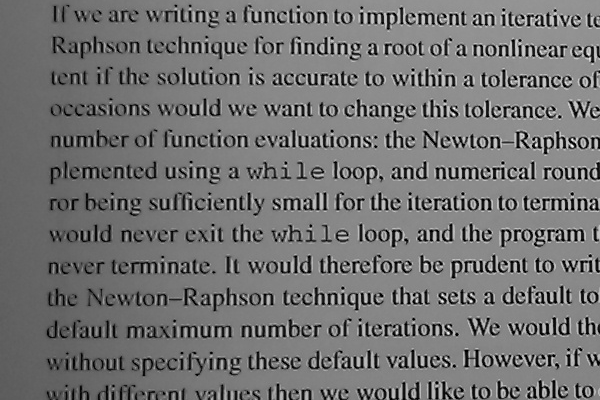 If we are writing a function to implement an iterative te
Raphson technique for finding a root of a nonlinear equ
tent if the solution is accurate to within a tolerance of
occasions would we want to change this tolerance. We
number of function evaluations: the Newton–Raphson
plemented using a while loop, and numerical round
ror being sufficiently small for the iteration to termina
would never exit the while loop, and the program t
never terminate. It would therefore be prudent to writ
the Newton–Raphson technique that sets a default to
default maximum number of iterations. We would the
without specifying these default values. However, if w
with different values then we would like to be able to